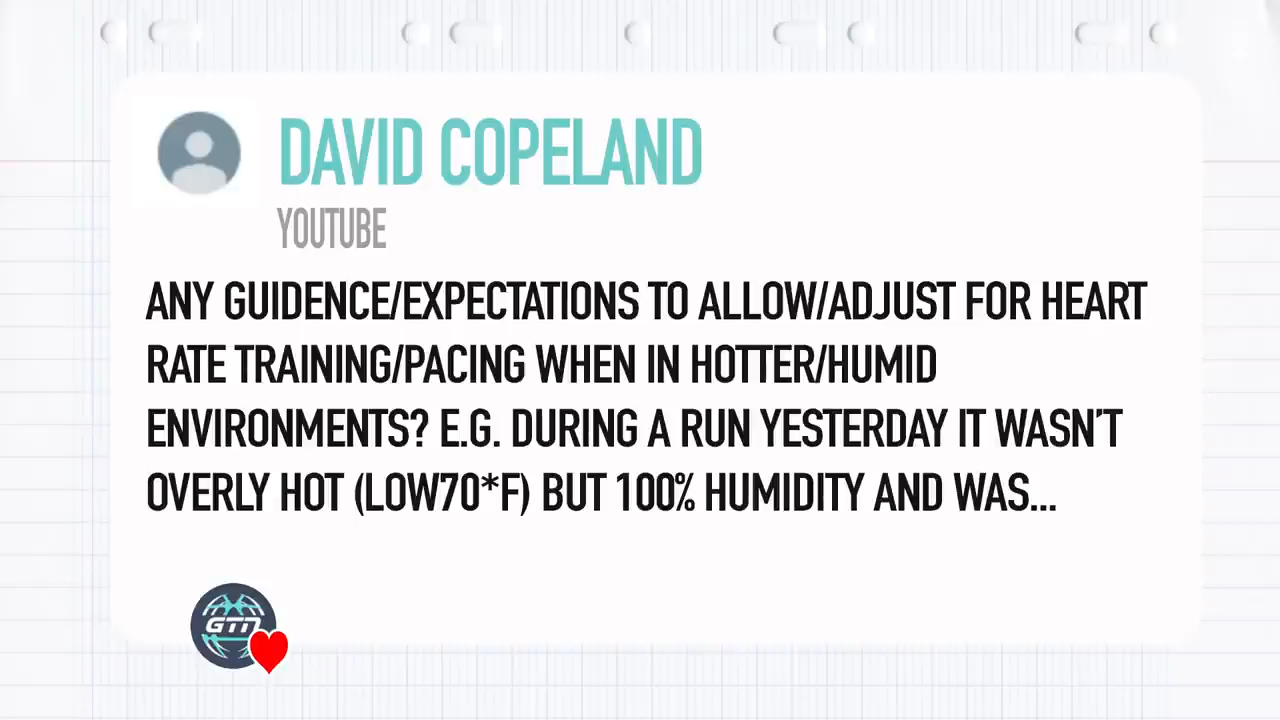 DAVID COPELAND
YOUTUBE
ANY GUIDENCE/EXPECTATIONS TO ALLOW/ADJUST FOR HEART
RATE TRAINING/PACING WHEN IN HOTTER/HUMID
ENVIRONMENTS? E.G. DURING A RUN YESTERDAY IT WASN’T
OVERLY HOT (LOW70*F) BUT 100% HUMIDITY AND WAS...
GTN